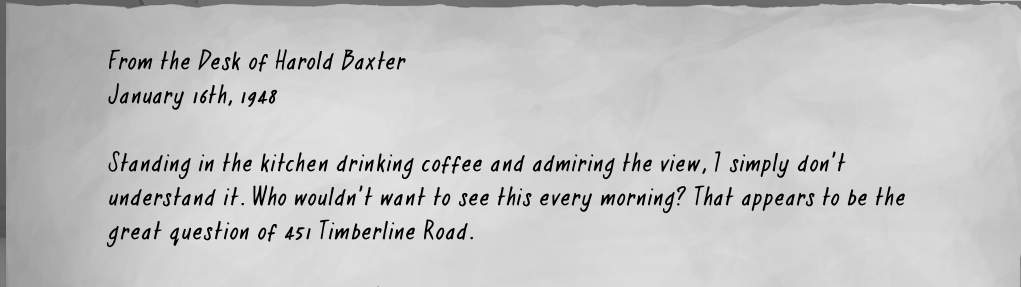 From the Desk of Harold Baxter
January 16th, 1948
Standing in the kitchen drinking coffee and admiring the view, I simply don't
understand it. Who wouldn't want to see this every morning? That appears to be the
great question of 451 Timberline Road.